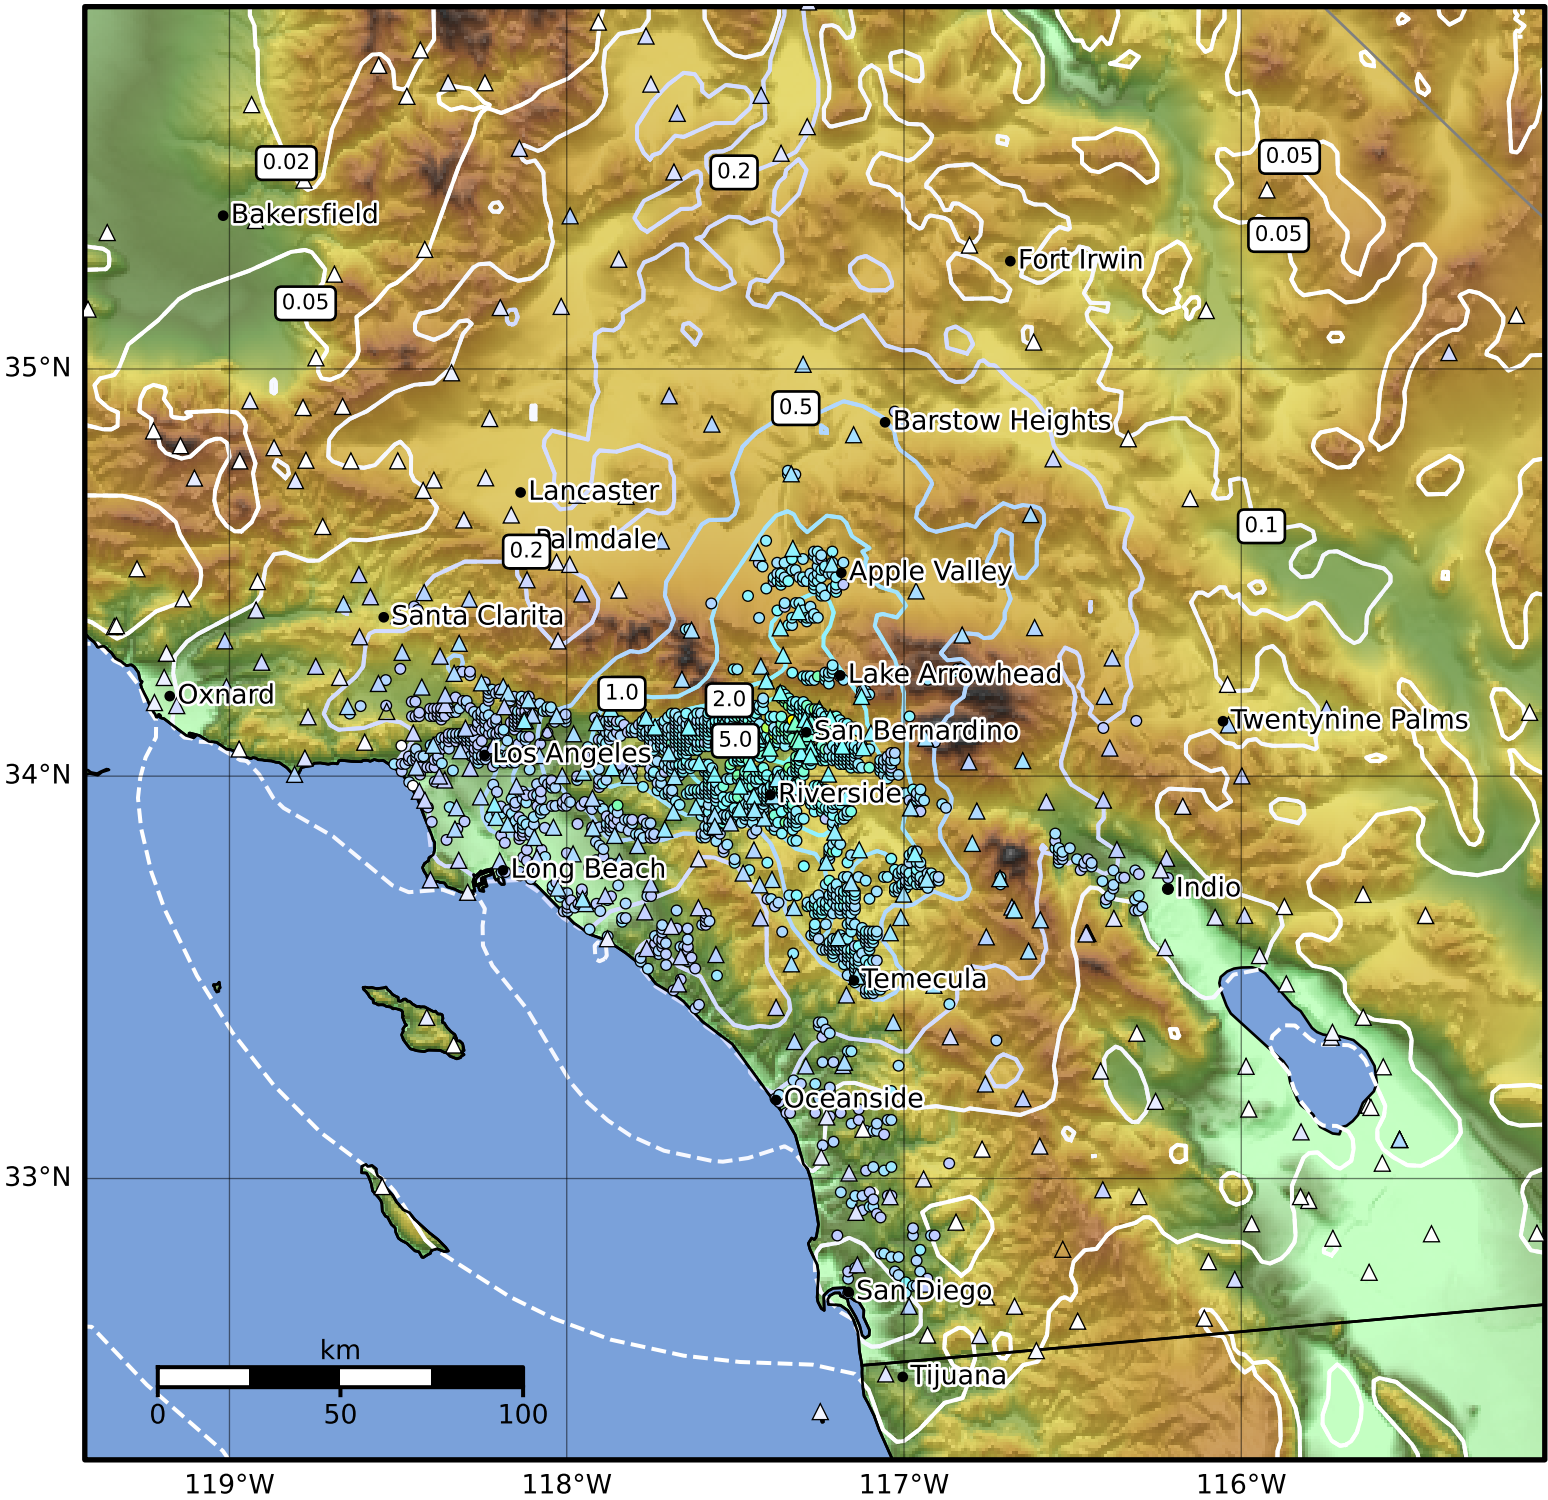 0.02
0.05
0.2
Bakersfield
0.05
Fort Irwin
0.05
35°N
0.5
Barstow Heights
Lancaster
0.1
Palmdale
0.2
Apple Valley
Santa Clarita
Lake Arrowhead
Oxnard
1.0
2.0
Twentynine Palms
San Bernardino
5.0
Los Angeles
34°N
Riverside
Long Beach
Indio
Temecula
Oceanside
33°N
San Diego
km
Tijuana
0 50 100
119°W 118°W 117°W 116°W